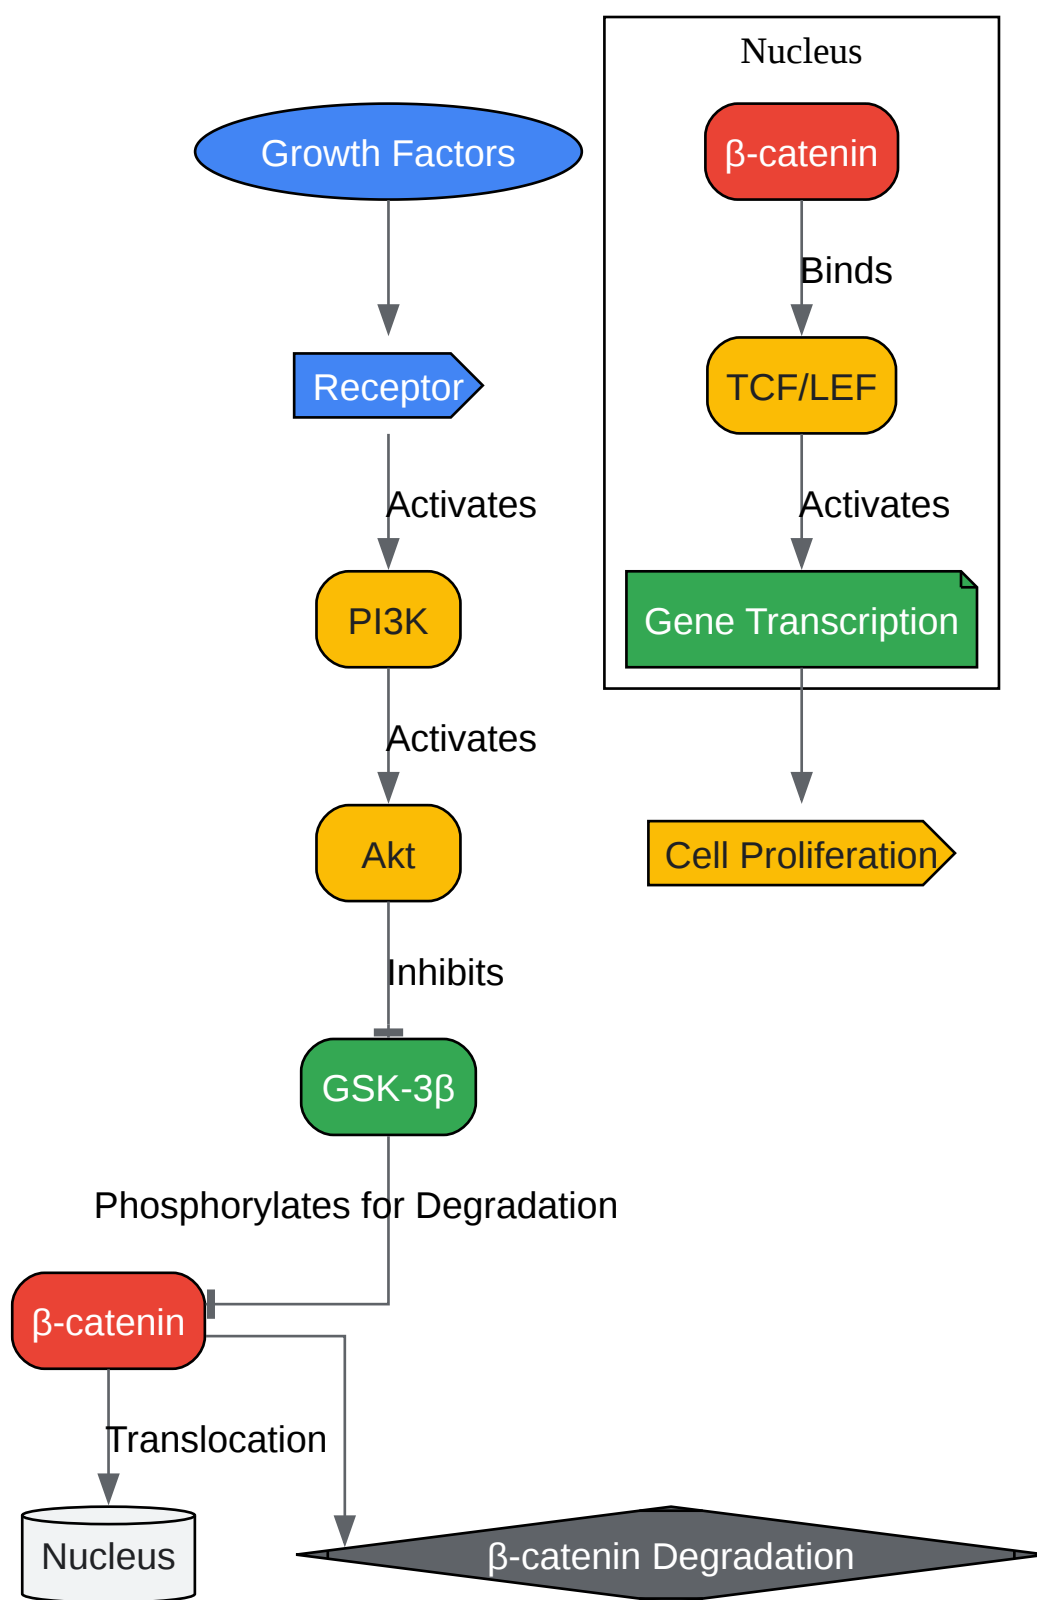 Nucleus
Growth Factors
β-catenin
Binds
Receptor
TCF/LEF
Activates
Activates
PI3K
Gene Transcription
Activates
Akt
Cell Proliferation
Inhibits
GSK-3β
Phosphorylates for Degradation
β-catenin
Translocation
Nucleus
β-catenin Degradation